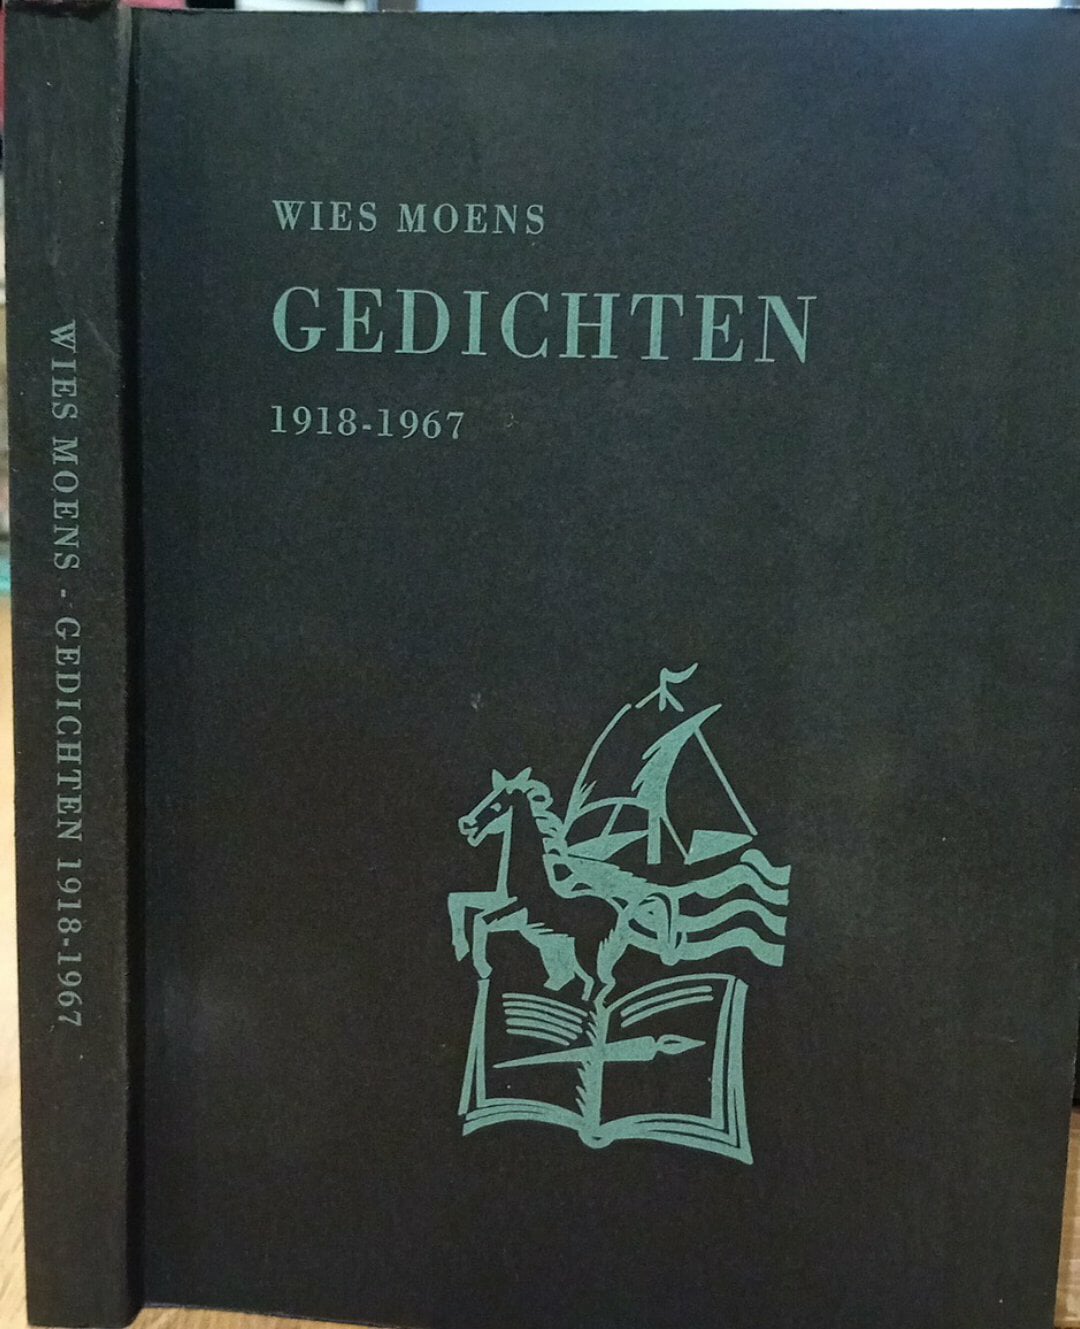 WIES MOENS
GEDICHTEN
1918-1967
WIES MOENS - GEDICHTEN 1918-1967